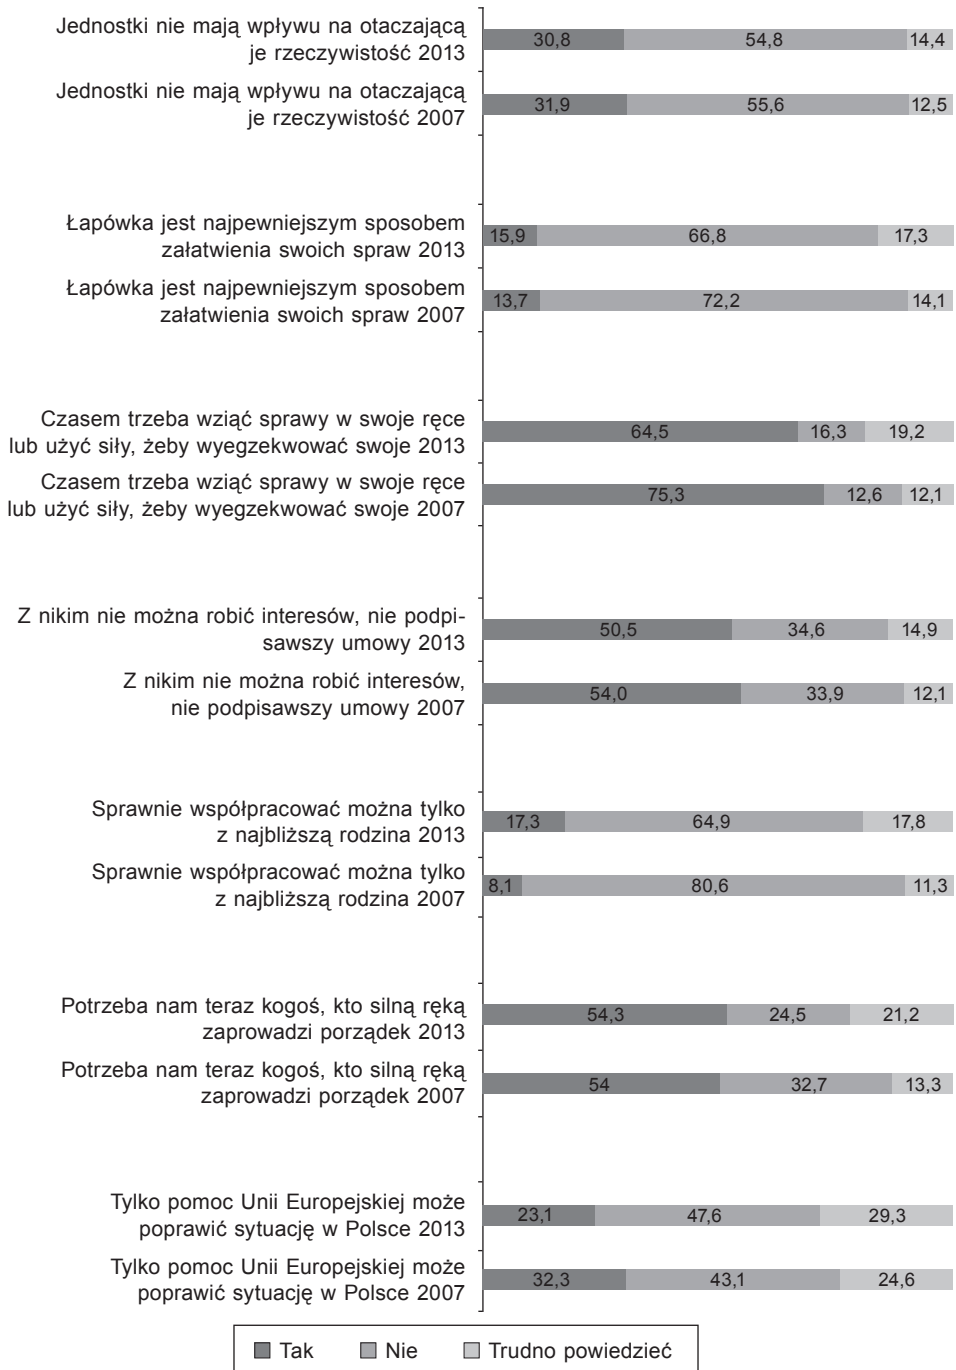 Jednostki nie mają wpływu na otaczającą
je rzeczywistość 2013
30,8 54,8 14,4
Jednostki nie mają wpływu na otaczającą
je rzeczywistość 2007
31,9 55,6 12,5
Łapówka jest najpewniejszym sposobem
załatwienia swoich spraw 2013
15,9 66,8 17,3
Łapówka jest najpewniejszym sposobem
załatwienia swoich spraw 2007
13,7 72,2 14,1
Czasem trzeba wziąć sprawy w swoje ręce
lub użyć siły, żeby wyegzekwować swoje 2013
64,5 16,3 19,2
Czasem trzeba wziąć sprawy w swoje ręce
lub użyć siły, żeby wyegzekwować swoje 2007
75,3 12,6 12,1
Z nikim nie można robić interesów, nie podpi-
sawszy umowy 2013
50,5 34,6 14,9
Z nikim nie można robić interesów,
nie podpisawszy umowy 2007
54,0 33,9 12,1
Sprawnie współpracować można tylko
z najbliższą rodzina 2013
17,3 64,9 17,8
Sprawnie współpracować można tylko
z najbliższą rodzina 2007
8,1 80,6 11,3
Potrzeba nam teraz kogoś, kto silną ręką
zaprowadzi porządek 2013
54,3 24,5 21,2
Potrzeba nam teraz kogoś, kto silną ręką
zaprowadzi porządek 2007
54 32,7 13,3
Tylko pomoc Unii Europejskiej może
poprawić sytuację w Polsce 2013
23,1 47,6 29,3
Tylko pomoc Unii Europejskiej może
poprawić sytuację w Polsce 2007
32,3 43,1 24,6
Tak Nie Trudno powiedzieć